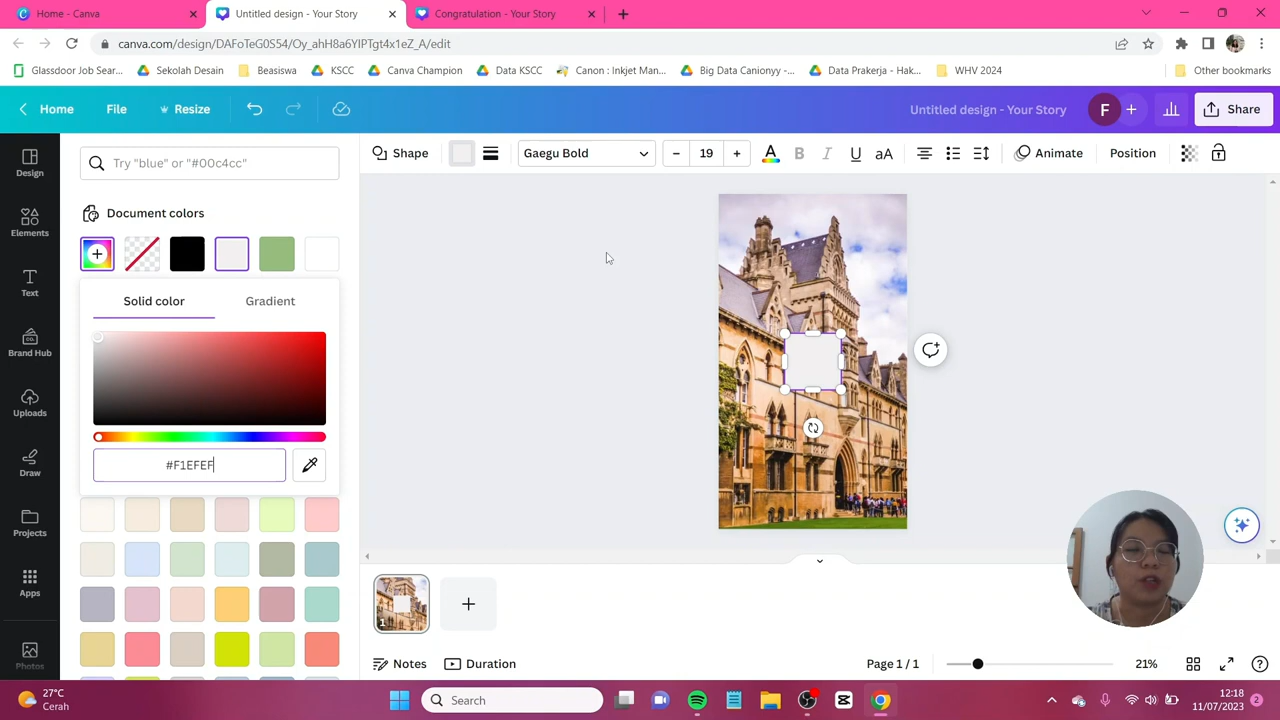 Home - Canva
Untitled design - Your Story
Congratulation - Your Story
canva.com/design/DAFoTeG0S54/Oy_ahH8a6YIPTgt4x1eZ_A/edit
Glassdoor Job Sear...
Sekolah Desain
Beasiswa
KSCC
Canva Champion
Data KSCC
Canon : Inkjet Man...
Big Data Canionyy -...
Data Prakerja - Hak...
WHV 2024
Other bookmarks
Home
File
Resize
Untitled design - Your Story
F
Share
Design
Elements
Text
Brand Hub
Uploads
Draw
Projects
Apps
Photos
Try "blue" or "#00c4cc"
Document colors
Solid color
Gradient
#F1EFEF
Shape
Gaegu Bold
19
A
B
I
U
aA
Animate
Position
1
Notes
Duration
Page 1 / 1
21%
Search
27°C
Cerah
12:18
11/07/2023
2